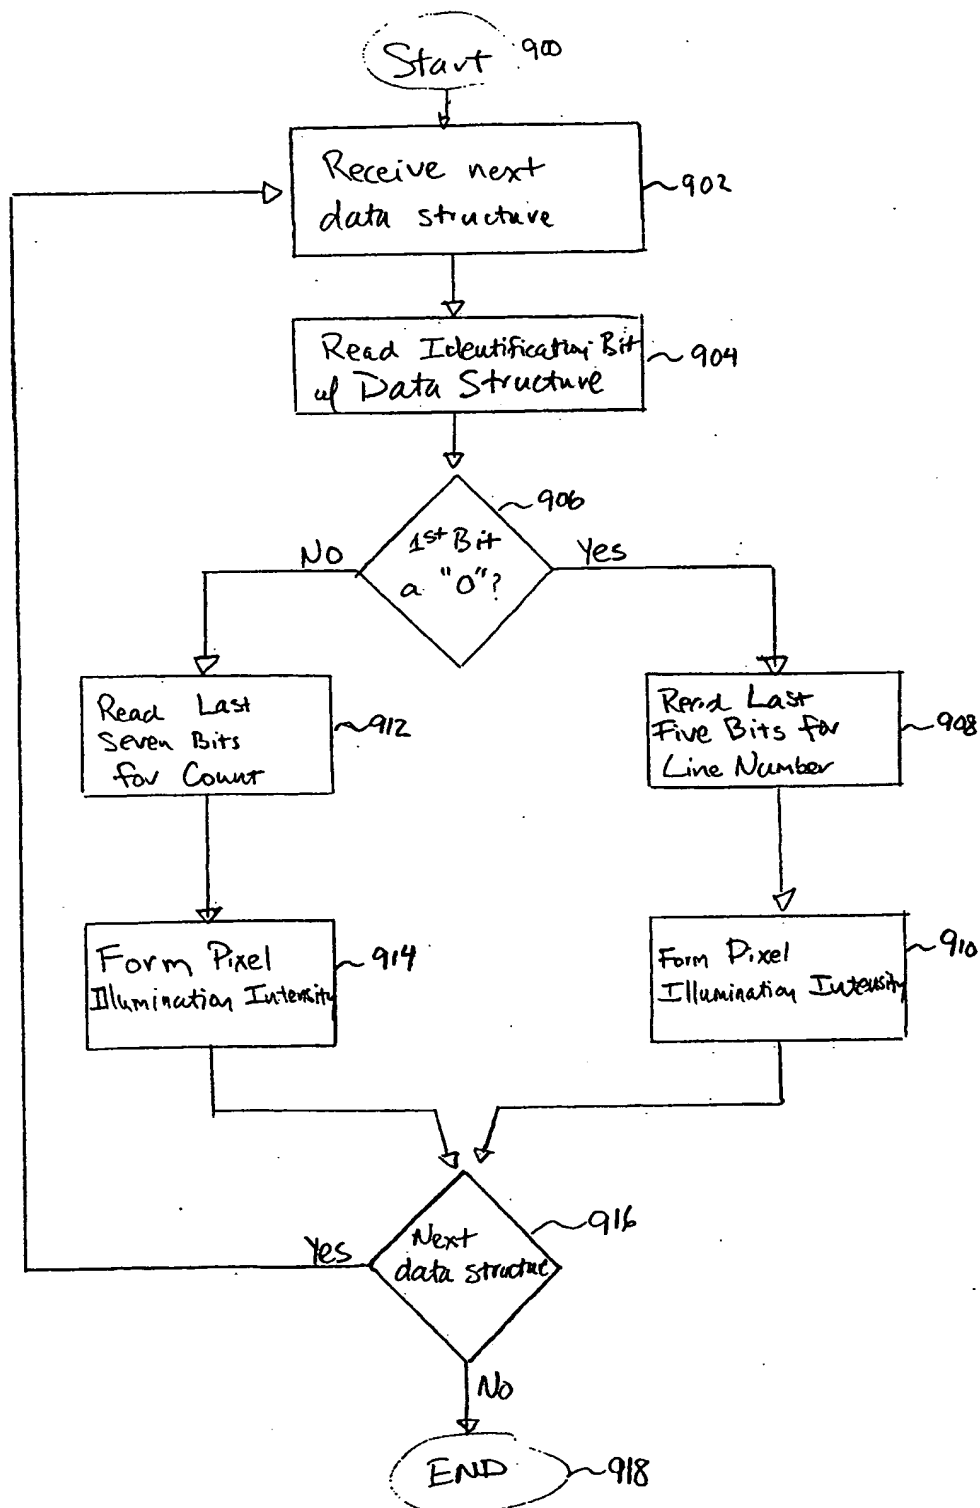 Start 900
Receive next
data structure
902
Read Identification Bit
w/ Data Structure
904
906
1st Bit
a "0"?
No
Yes
Read Last
Seven Bits
for Count
912
Read Last
Five Bits for
Line Number
908
Form Pixel
Illumination Intensity
914
Form Pixel
Illumination Intensity
910
Next
data structure
916
Yes
No
END
918